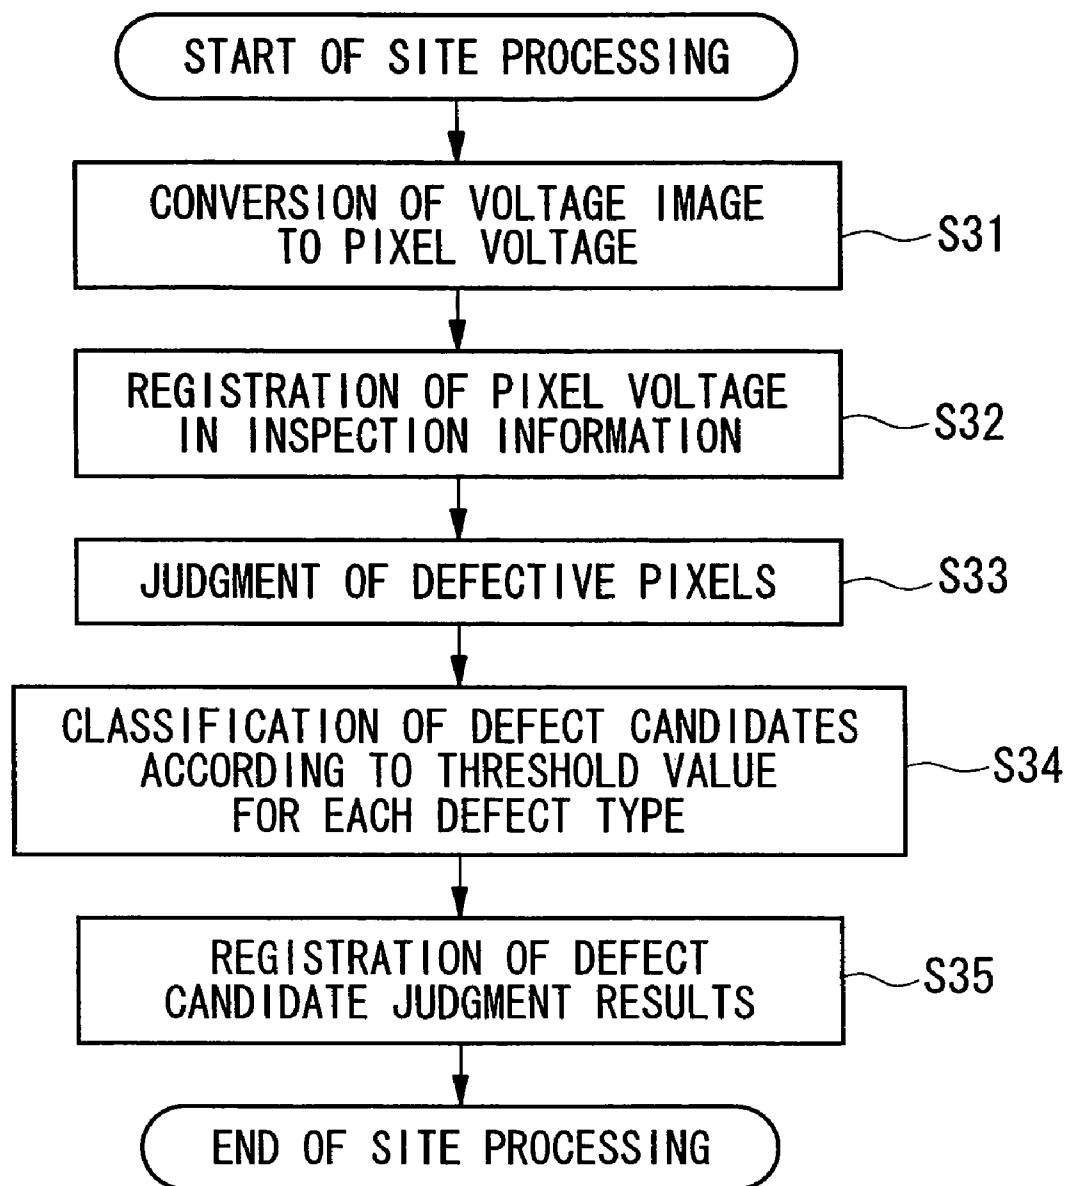 START OF SITE PROCESSING
CONVERSION OF VOLTAGE IMAGE
TO PIXEL VOLTAGE
S31
REGISTRATION OF PIXEL VOLTAGE
IN INSPECTION INFORMATION
S32
JUDGMENT OF DEFECTIVE PIXELS
S33
CLASSIFICATION OF DEFECT CANDIDATES
ACCORDING TO THRESHOLD VALUE
FOR EACH DEFECT TYPE
S34
REGISTRATION OF DEFECT
CANDIDATE JUDGMENT RESULTS
S35
END OF SITE PROCESSING